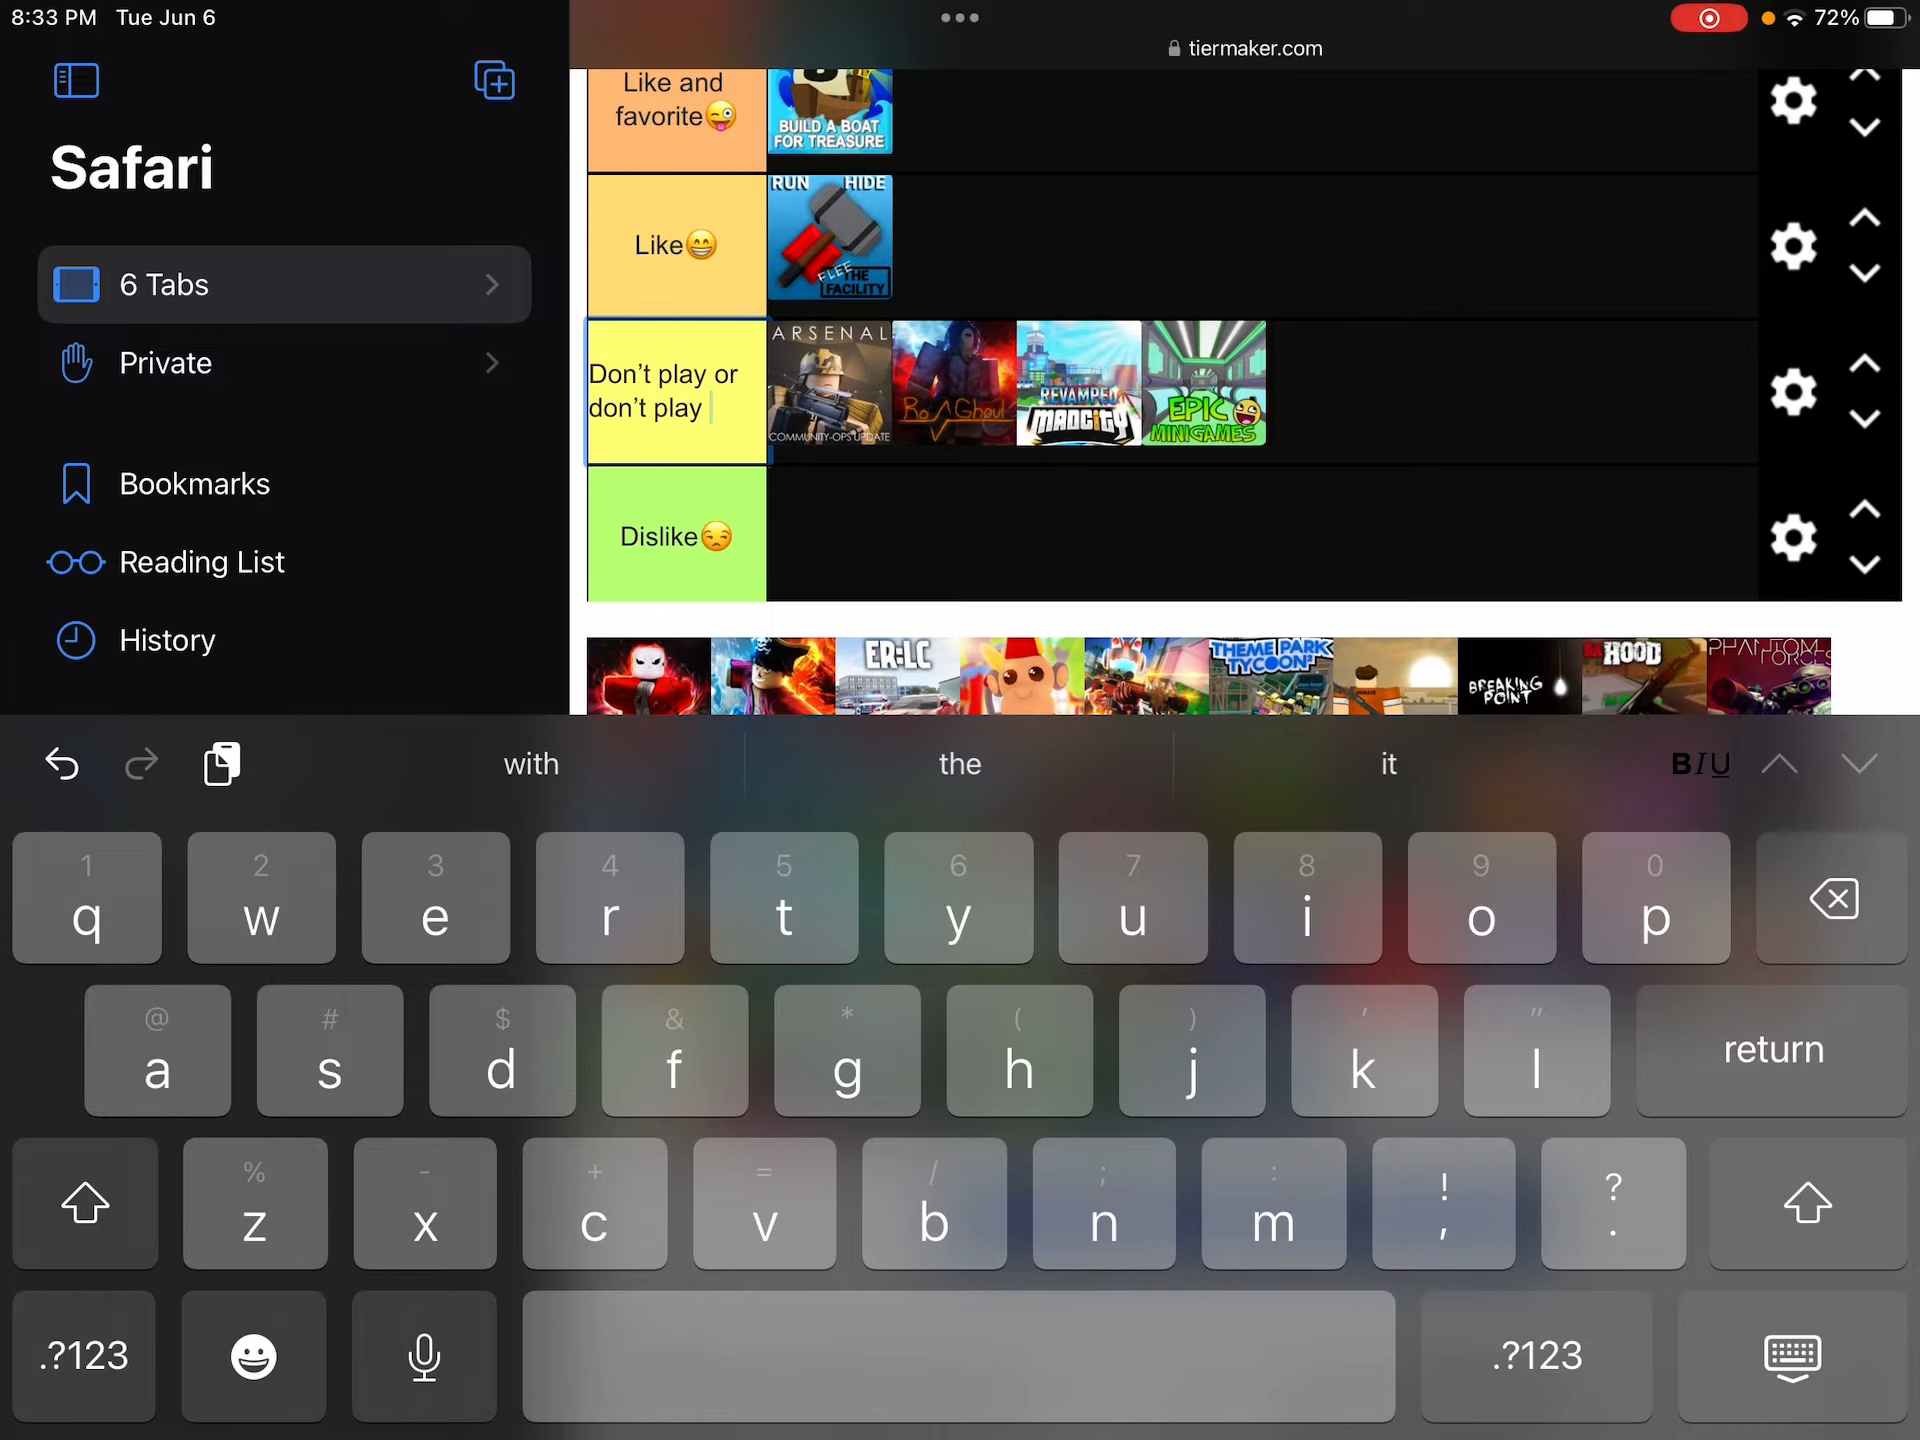 8:33 PM Tue Jun 6
72%
tiermaker.com
Safari
6 Tabs
Private
Bookmarks
Reading List
History
Like and
favorite😜
BUILD A BOAT
FOR TREASURE
Like😁
RUN HIDE
FLEE THE
FACILITY
Don’t play or
don’t play
ARSENAL
COMMUNITY-OPS UPDATE
Ro Ghoul
REVAMPED
MADCITY
EPIC
MINIGAMES
Dislike😒
ER:LC
THEME PARK
TYCOON
BREAKING
POINT
DA HOOD
PHANTOM
FORCES
with the it BIU
1 2 3 4 5 6 7 8 9 0
q w e r t y u i o p
@ # $ & * ( ) ' "
a s d f g h j k l return
% - + = / ; : ! ?
z x c v b n m , .
.?123 .?123